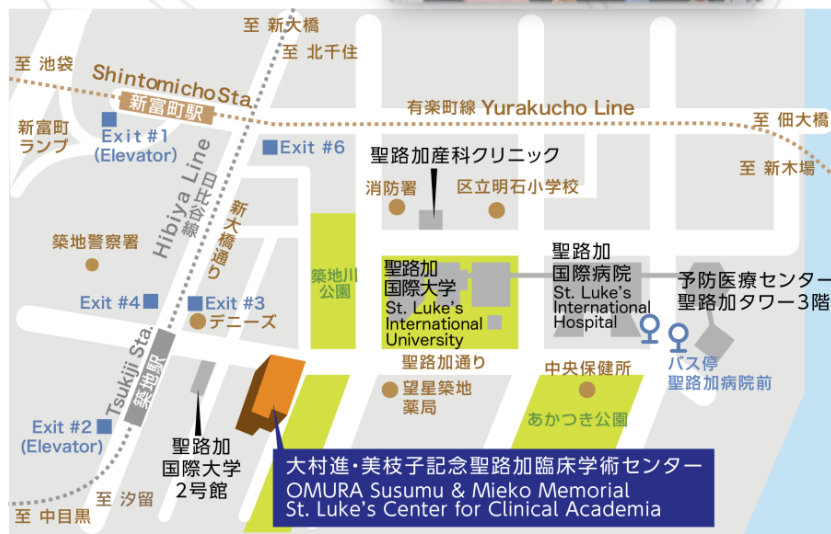 至 新大橋
至 北千住
至 池袋
Shintomicho Sta.
新富町駅
有楽町線 Yurakucho Line
至 佃大橋
至 新木場
新富町
ランプ
Exit #1
(Elevator)
Exit #6
Hibiya Line
日比谷線
新大橋通り
聖路加産科クリニック
消防署
区立明石小学校
築地警察署
築地川
公園
聖路加
国際大学
St. Luke's
International
University
聖路加
国際病院
St. Luke's
International
Hospital
予防医療センター
聖路加タワー3階
Exit #4
Exit #3
デニーズ
Tsukiji Sta.
築地駅
聖路加通り
中央保健所
バス停
聖路加病院前
望星築地
薬局
あかつき公園
Exit #2
(Elevator)
聖路加
国際大学
2号館
大村進・美枝子記念聖路加臨床学術センター
OMURA Susumu & Mieko Memorial
St. Luke's Center for Clinical Academia
至 汐留
至 中目黒